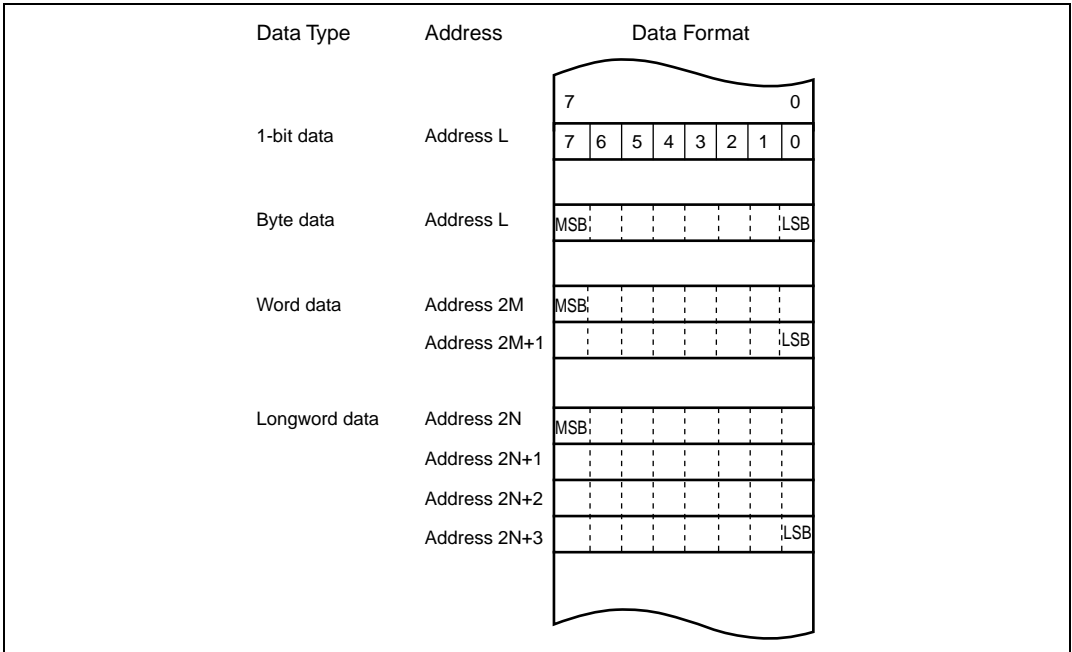 Data Type Address Data Format
7 0
1-bit data Address L 7 6 5 4 3 2 1 0
Byte data Address L MSB LSB
Word data Address 2M MSB
Address 2M+1 LSB
Longword data Address 2N MSB
Address 2N+1
Address 2N+2
Address 2N+3 LSB